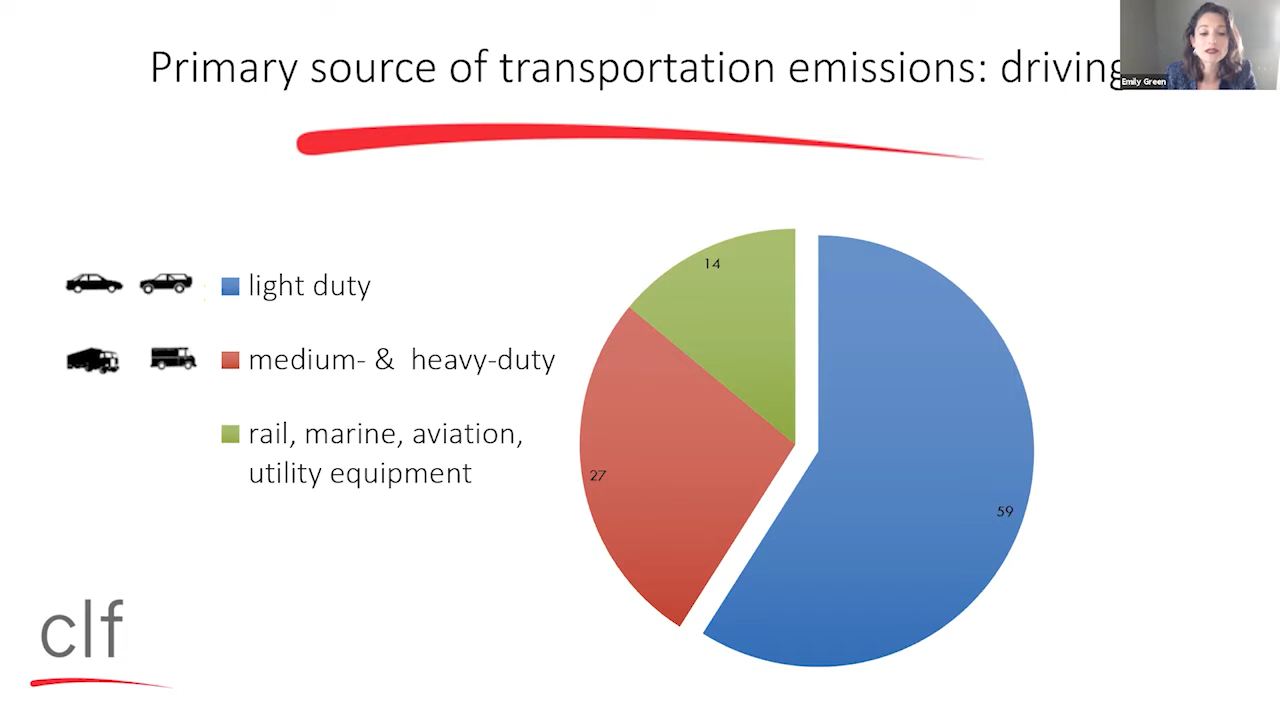 Primary source of transportation emissions: driving
Emily Green
light duty
medium- & heavy-duty
rail, marine, aviation,
utility equipment
14
27
59
clf